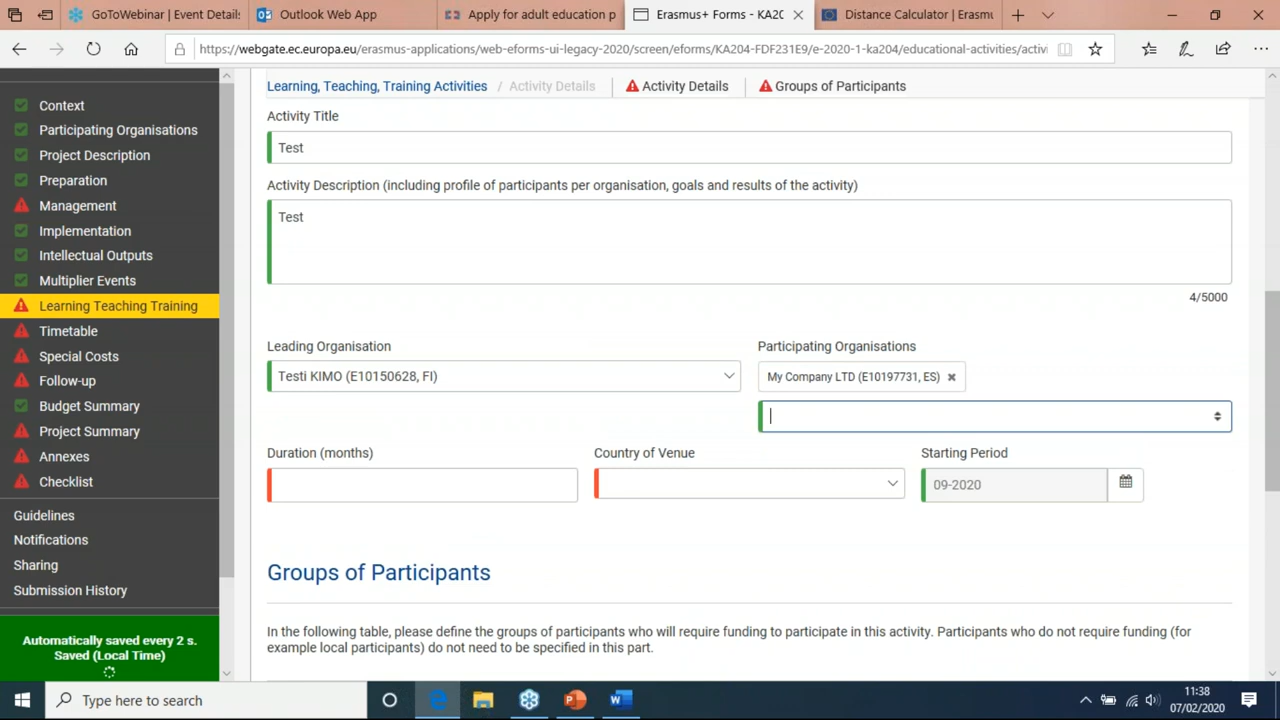 GoToWebinar | Event Details
Outlook Web App
Apply for adult education p
Erasmus+ Forms - KA20
Distance Calculator | Erasmu
https://webgate.ec.europa.eu/erasmus-applications/web-eforms-ui-legacy-2020/screen/eforms/KA204-FDF231E9/e-2020-1-ka204/educational-activities/activi
Context
Participating Organisations
Project Description
Preparation
Management
Implementation
Intellectual Outputs
Multiplier Events
Learning Teaching Training
Timetable
Special Costs
Follow-up
Budget Summary
Project Summary
Annexes
Checklist
Guidelines
Notifications
Sharing
Submission History
Automatically saved every 2 s.
Saved (Local Time)
Learning, Teaching, Training Activities / Activity Details
Activity Details
Groups of Participants
Activity Title
Test
Activity Description (including profile of participants per organisation, goals and results of the activity)
Test
4/5000
Leading Organisation
Testi KIMO (E10150628, FI)
Participating Organisations
My Company LTD (E10197731, ES)
Duration (months)
Country of Venue
Starting Period
09-2020
Groups of Participants
In the following table, please define the groups of participants who will require funding to participate in this activity. Participants who do not require funding (for
example local participants) do not need to be specified in this part.
Type here to search
11:38
07/02/2020